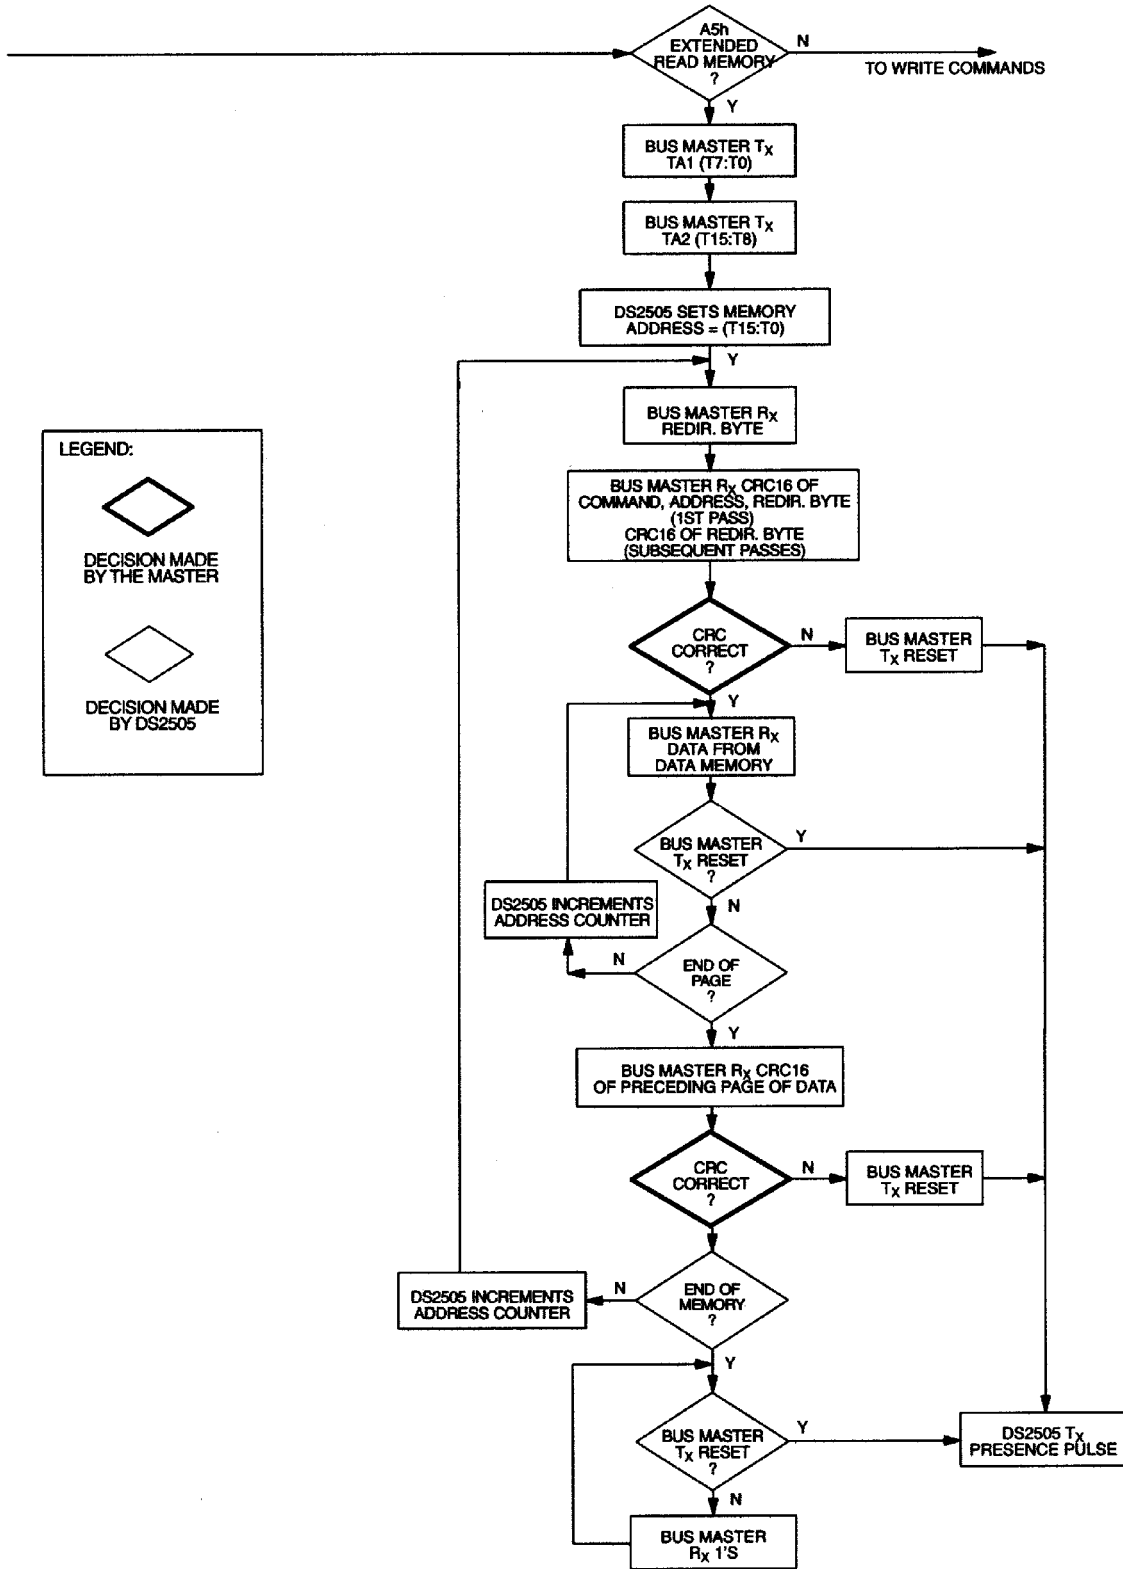 A5h
EXTENDED
READ MEMORY
?
N
TO WRITE COMMANDS
Y
BUS MASTER TX
TA1 (T7:T0)
BUS MASTER TX
TA2 (T15:T8)
DS2505 SETS MEMORY
ADDRESS = (T15:T0)
Y
BUS MASTER RX
REDIR. BYTE
LEGEND:
DECISION MADE
BY THE MASTER
DECISION MADE
BY DS2505
BUS MASTER RX CRC16 OF
COMMAND, ADDRESS, REDIR. BYTE
(1ST PASS)
CRC16 OF REDIR. BYTE
(SUBSEQUENT PASSES)
CRC
CORRECT
?
N
BUS MASTER
TX RESET
Y
BUS MASTER RX
DATA FROM
DATA MEMORY
BUS MASTER
TX RESET
?
Y
N
DS2505 INCREMENTS
ADDRESS COUNTER
END OF
PAGE
?
N
Y
BUS MASTER RX CRC16
OF PRECEDING PAGE OF DATA
CRC
CORRECT
?
N
BUS MASTER
TX RESET
END OF
MEMORY
?
N
DS2505 INCREMENTS
ADDRESS COUNTER
Y
BUS MASTER
TX RESET
?
Y
DS2505 TX
PRESENCE PULSE
N
BUS MASTER
RX 1'S